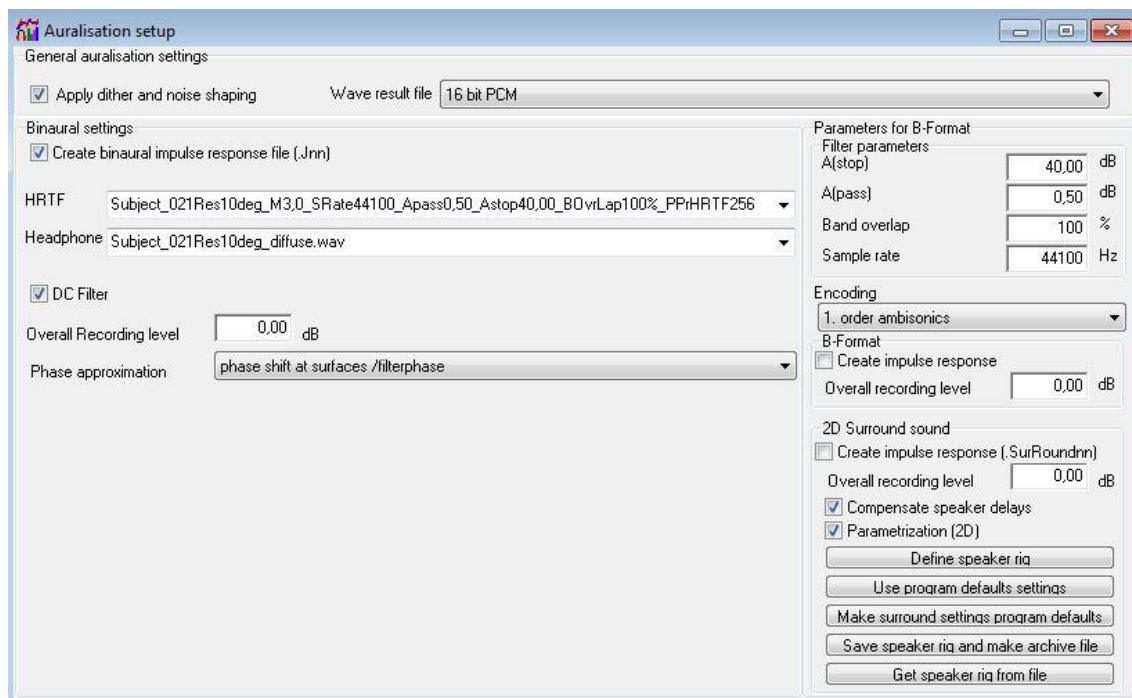 Auralisation setup
General auralisation settings
Apply dither and noise shaping
Wave result file 16 bit PCM
Binaural settings
Create binaural impulse response file (.Jnn)
HRTF Subject_021Res10deg_M3,0_SRate44100_Apass0,50_Astop40,00_BOvrLap100%_PPrHRTF256
Headphone Subject_021Res10deg_diffuse.wav
DC Filter
Overall Recording level 0,00 dB
Phase approximation phase shift at surfaces /filterphase
Parameters for B-Format
Filter parameters
A(stop) 40,00 dB
A(pass) 0,50 dB
Band overlap 100 %
Sample rate 44100 Hz
Encoding
1. order ambisonics
B-Format
Create impulse response
Overall recording level 0,00 dB
2D Surround sound
Create impulse response (.SurRoundnn)
Overall recording level 0,00 dB
Compensate speaker delays
Parametrization (2D)
Define speaker rig
Use program defaults settings
Make surround settings program defaults
Save speaker rig and make archive file
Get speaker rig from file